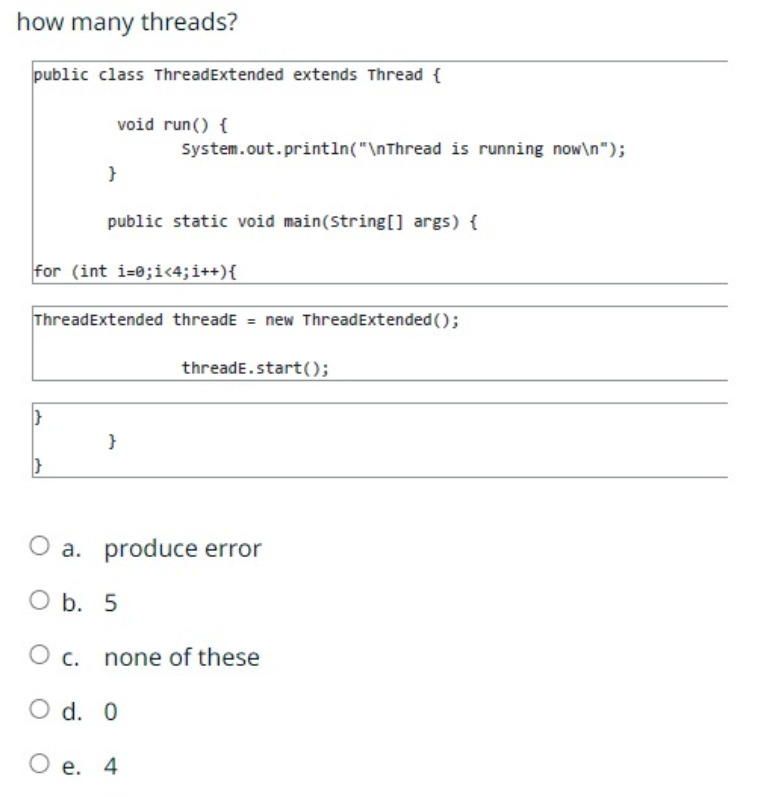 how many threads?
public class ThreadExtended extends Thread {
void run() {
System.out.println("\nThread is running now\n");
}
public static void main(String[] args) {
for (int i=0;i<4;i++){
ThreadExtended threadE = new ThreadExtended();
threadE.start();
}
}
}
a. produce error
b. 5
c. none of these
d. 0
e. 4